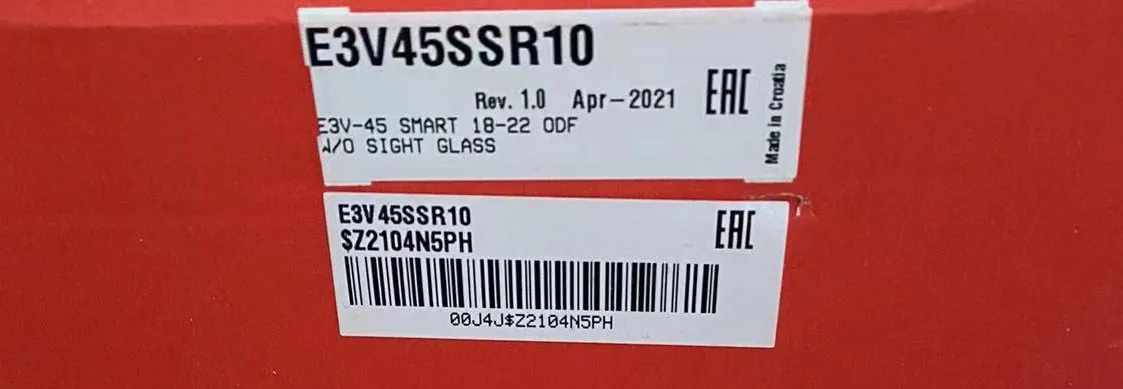 E3V45SSR10
Rev. 1.0 Apr-2021 EAC
E3V-45 SMART 18-22 ODF
W/O SIGHT GLASS
Made in Croatia
E3V45SSR10
$Z2104N5PH
EAC
00J4J$Z2104N5PH